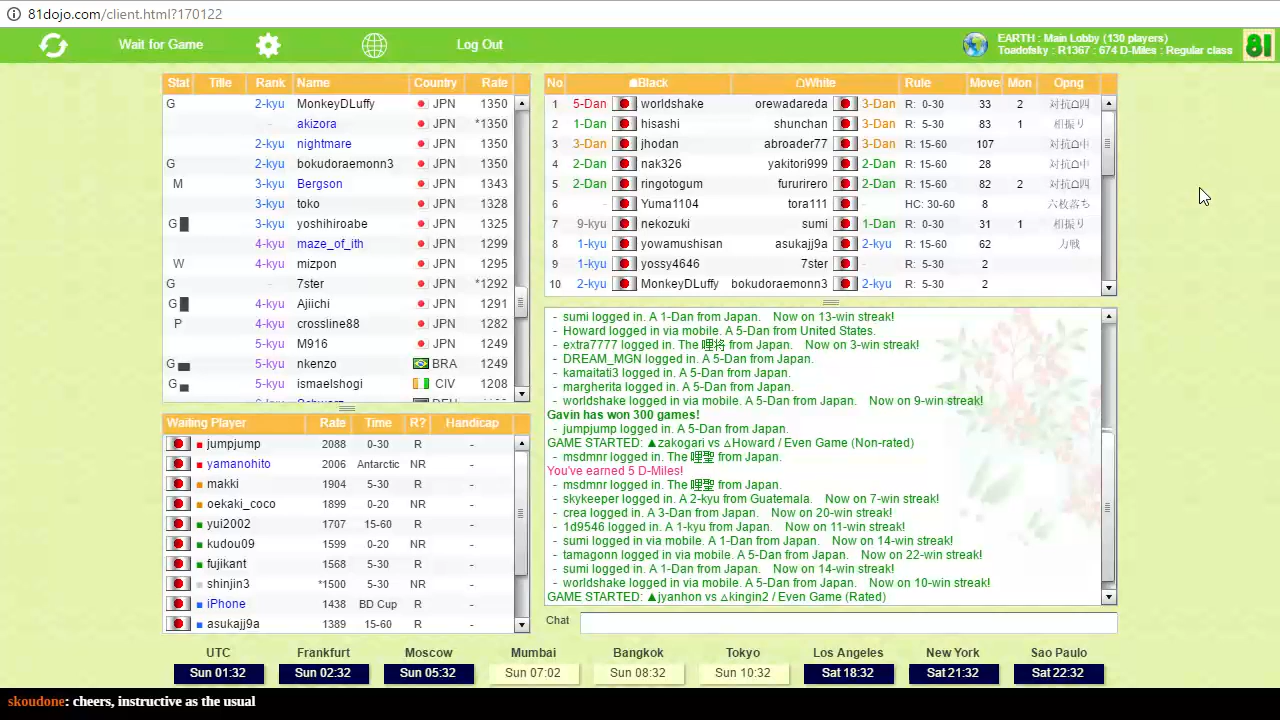 81dojo.com/client.html?170122
Wait for Game
Log Out
EARTH : Main Lobby (130 players)
Toadofsky : R1367 : 674 D-Miles : Regular class
81
Stat Title Rank Name Country Rate
G 2-kyu MonkeyDLuffy JPN 1350
- akizora JPN *1350
2-kyu nightmare JPN 1350
G 2-kyu bokudoraemonn3 JPN 1350
M 3-kyu Bergson JPN 1343
3-kyu toko JPN 1328
G 3-kyu yoshihiroabe JPN 1325
4-kyu maze_of_ith JPN 1299
W 4-kyu mizpon JPN 1295
G - 7ster JPN *1292
G 4-kyu Ajiichi JPN 1291
P 4-kyu crossline88 JPN 1282
5-kyu M916 JPN 1249
G 5-kyu nkenzo BRA 1249
G 5-kyu ismaelshogi CIV 1208
Waiting Player Rate Time R? Handicap
jumpjump 2088 0-30 R -
yamanohito 2006 Antarctic NR -
makki 1904 5-30 R -
oekaki_coco 1899 0-20 NR -
yui2002 1707 15-60 R -
kudou09 1599 0-20 NR -
fujikant 1568 5-30 R -
shinjin3 *1500 5-30 NR -
iPhone 1438 BD Cup R -
asukajj9a 1389 15-60 R -
No ☗Black ☖White Rule Move Mon Opng
1 5-Dan worldshake orewadareda 3-Dan R: 0-30 33 2 対抗☖四
2 1-Dan hisashi shunchan 3-Dan R: 5-30 83 1 相振り
3 3-Dan jhodan abroader77 3-Dan R: 15-60 107 対抗☖中
4 2-Dan nak326 yakitori999 2-Dan R: 15-60 28 対抗☖中
5 2-Dan ringotogum fururirero 2-Dan R: 15-60 82 2 対抗☖四
6 - Yuma1104 tora111 - HC: 30-60 8 六枚落ち
7 9-kyu nekozuki sumi 1-Dan R: 0-30 31 1 相振り
8 1-kyu yowamushisan asukajj9a 2-kyu R: 15-60 62 力戦
9 1-kyu yossy4646 7ster - R: 5-30 2
10 2-kyu MonkeyDLuffy bokudoraemonn3 2-kyu R: 5-30 2
- sumi logged in. A 1-Dan from Japan. Now on 13-win streak!
- Howard logged in via mobile. A 5-Dan from United States.
- extra7777 logged in. The 哩将 from Japan. Now on 3-win streak!
- DREAM_MGN logged in. A 5-Dan from Japan.
- kamaitati3 logged in. A 5-Dan from Japan.
- margherita logged in. A 5-Dan from Japan.
- worldshake logged in via mobile. A 5-Dan from Japan. Now on 9-win streak!
Gavin has won 300 games!
- jumpjump logged in. A 5-Dan from Japan.
GAME STARTED: ▲zakogari vs △Howard / Even Game (Non-rated)
- msdmnr logged in. The 哩聖 from Japan.
You've earned 5 D-Miles!
- msdmnr logged in. The 哩聖 from Japan.
- skykeeper logged in. A 2-kyu from Guatemala. Now on 7-win streak!
- crea logged in. A 3-Dan from Japan. Now on 20-win streak!
- 1d9546 logged in. A 1-kyu from Japan. Now on 11-win streak!
- sumi logged in via mobile. A 1-Dan from Japan. Now on 14-win streak!
- tamagonn logged in via mobile. A 5-Dan from Japan. Now on 22-win streak!
- sumi logged in. A 1-Dan from Japan. Now on 14-win streak!
- worldshake logged in via mobile. A 5-Dan from Japan. Now on 10-win streak!
GAME STARTED: ▲jyanhon vs △kingin2 / Even Game (Rated)
Chat
UTC Frankfurt Moscow Mumbai Bangkok Tokyo Los Angeles New York Sao Paulo
Sun 01:32 Sun 02:32 Sun 05:32 Sun 07:02 Sun 08:32 Sun 10:32 Sat 18:32 Sat 21:32 Sat 22:32
skoudone: cheers, instructive as the usual